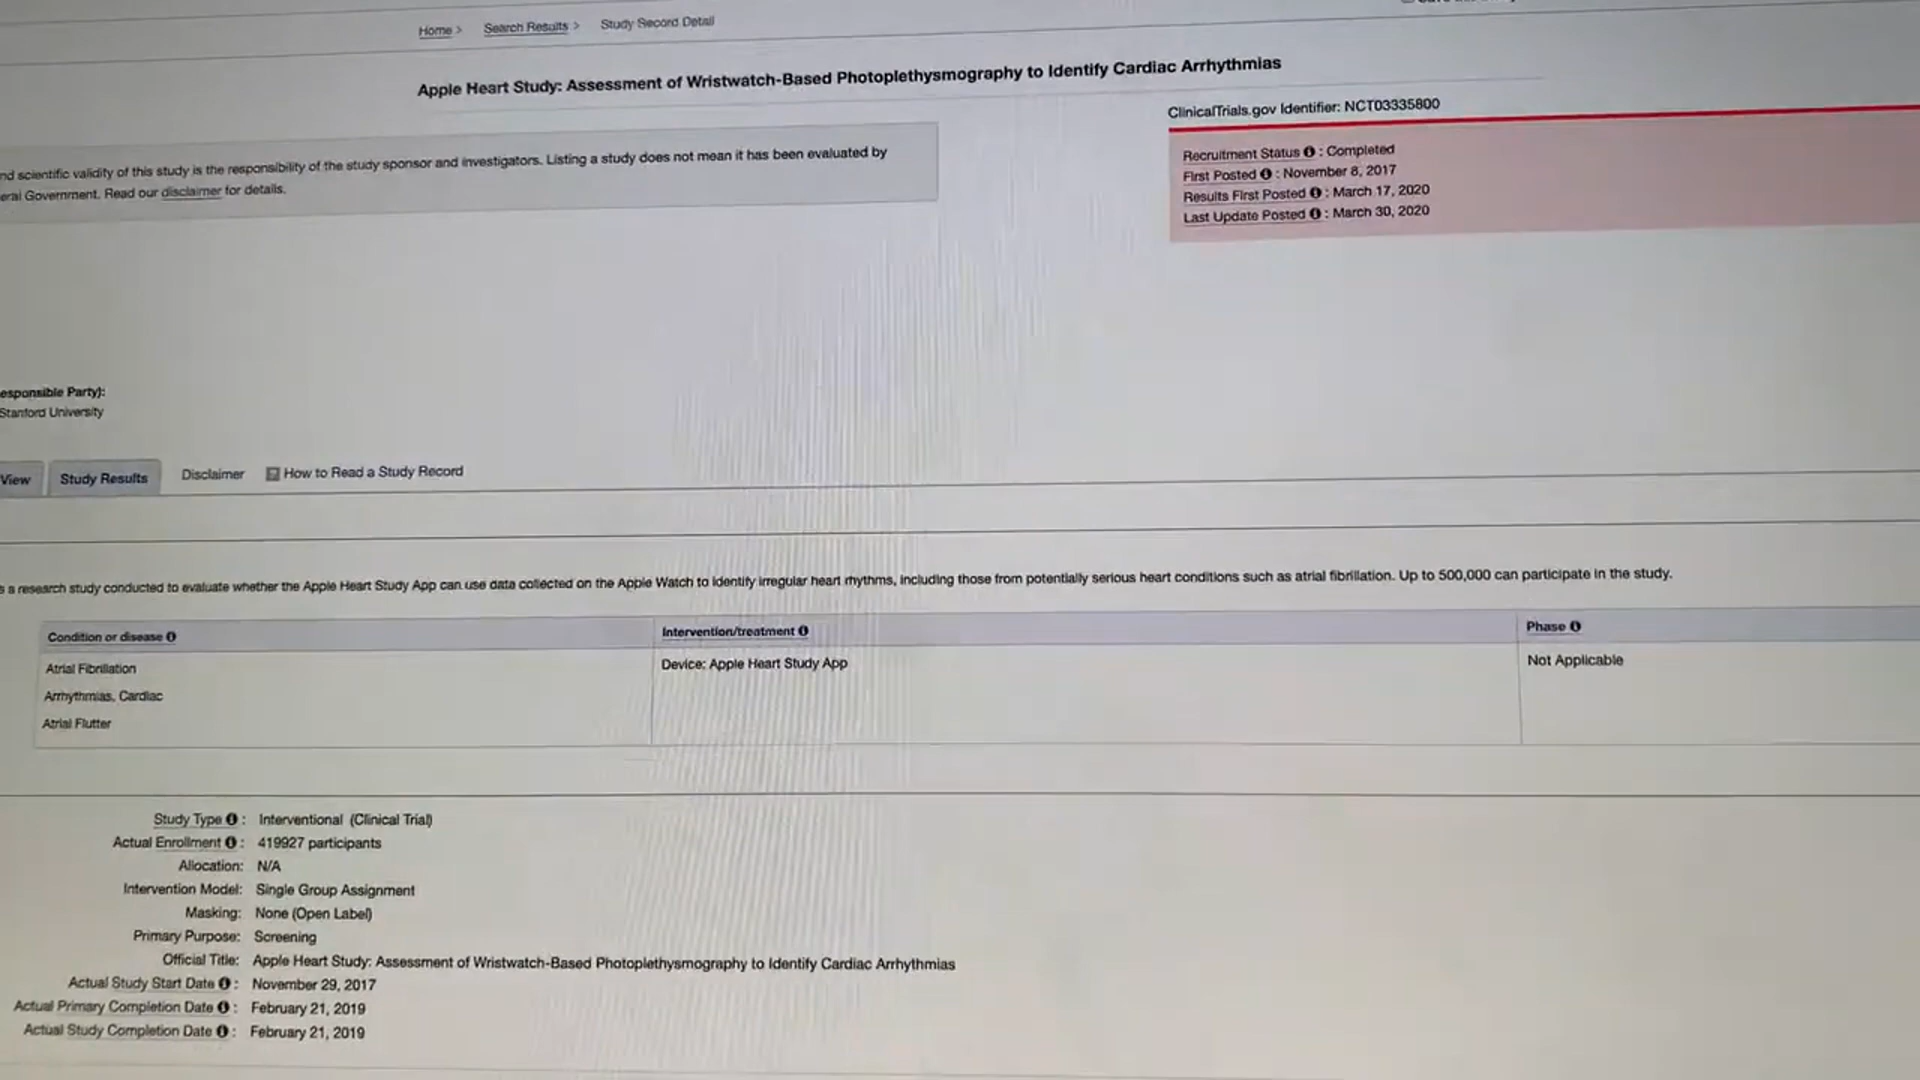 Home > Search Results > Study Record Detail
Apple Heart Study: Assessment of Wristwatch-Based Photoplethysmography to Identify Cardiac Arrhythmias
ClinicalTrials.gov Identifier: NCT03335800
Recruitment Status : Completed
First Posted : November 8, 2017
Results First Posted : March 17, 2020
Last Update Posted : March 30, 2020
nd scientific validity of this study is the responsibility of the study sponsor and investigators. Listing a study does not mean it has been evaluated by
eral Government. Read our disclaimer for details.
esponsible Party):
Stanford University
View Study Results Disclaimer How to Read a Study Record
s a research study conducted to evaluate whether the Apple Heart Study App can use data collected on the Apple Watch to identify irregular heart rhythms, including those from potentially serious heart conditions such as atrial fibrillation. Up to 500,000 can participate in the study.
Condition or disease Intervention/treatment Phase
Atrial Fibrillation Device: Apple Heart Study App Not Applicable
Arrhythmias, Cardiac
Atrial Flutter
Study Type : Interventional (Clinical Trial)
Actual Enrollment : 419927 participants
Allocation: N/A
Intervention Model: Single Group Assignment
Masking: None (Open Label)
Primary Purpose: Screening
Official Title: Apple Heart Study: Assessment of Wristwatch-Based Photoplethysmography to Identify Cardiac Arrhythmias
Actual Study Start Date : November 29, 2017
Actual Primary Completion Date : February 21, 2019
Actual Study Completion Date : February 21, 2019